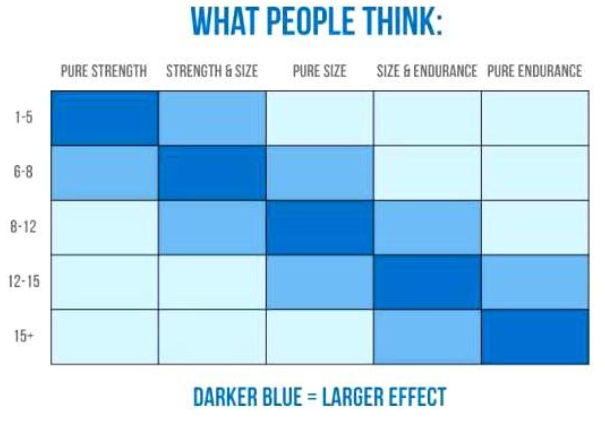 WHAT PEOPLE THINK:
PURE STRENGTH STRENGTH & SIZE PURE SIZE SIZE & ENDURANCE PURE ENDURANCE
1-5
6-8
8-12
12-15
15+
DARKER BLUE = LARGER EFFECT